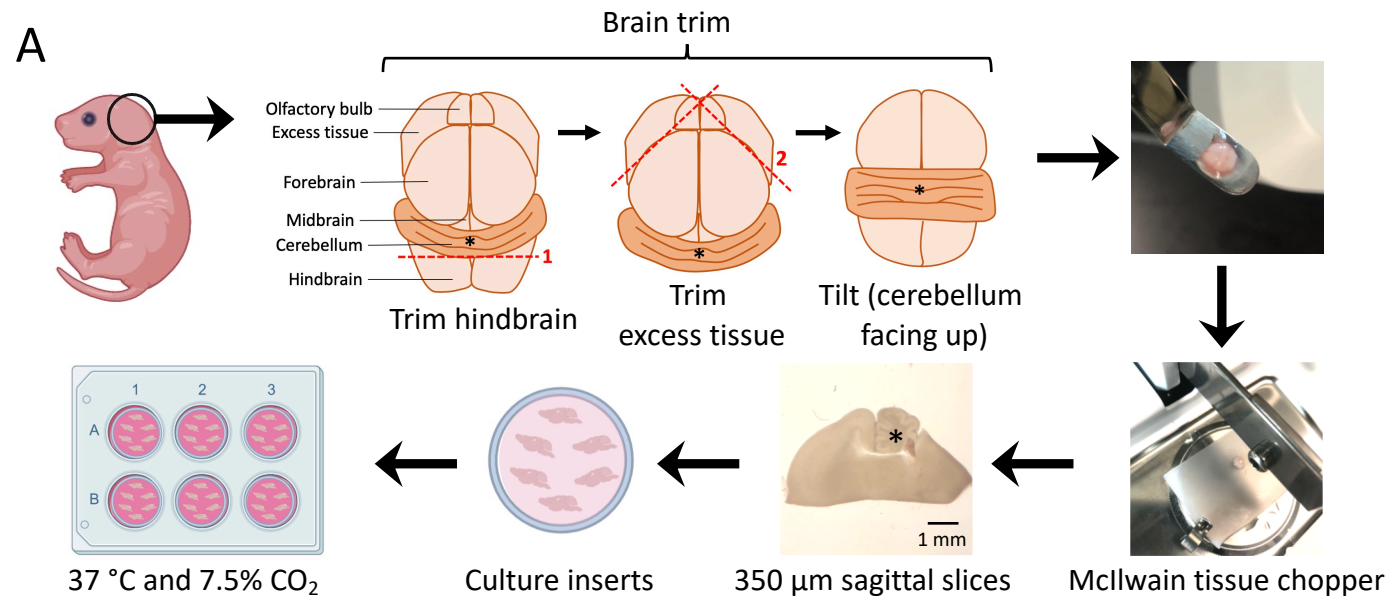 A
Brain trim
Olfactory bulb
Excess tissue
Forebrain
Midbrain
Cerebellum
Hindbrain
*
1
Trim hindbrain
2
*
Trim
excess tissue
*
Tilt (cerebellum
facing up)
McIlwain tissue chopper
*
1 mm
350 µm sagittal slices
Culture inserts
1 2 3
A
B
37 °C and 7.5% CO₂